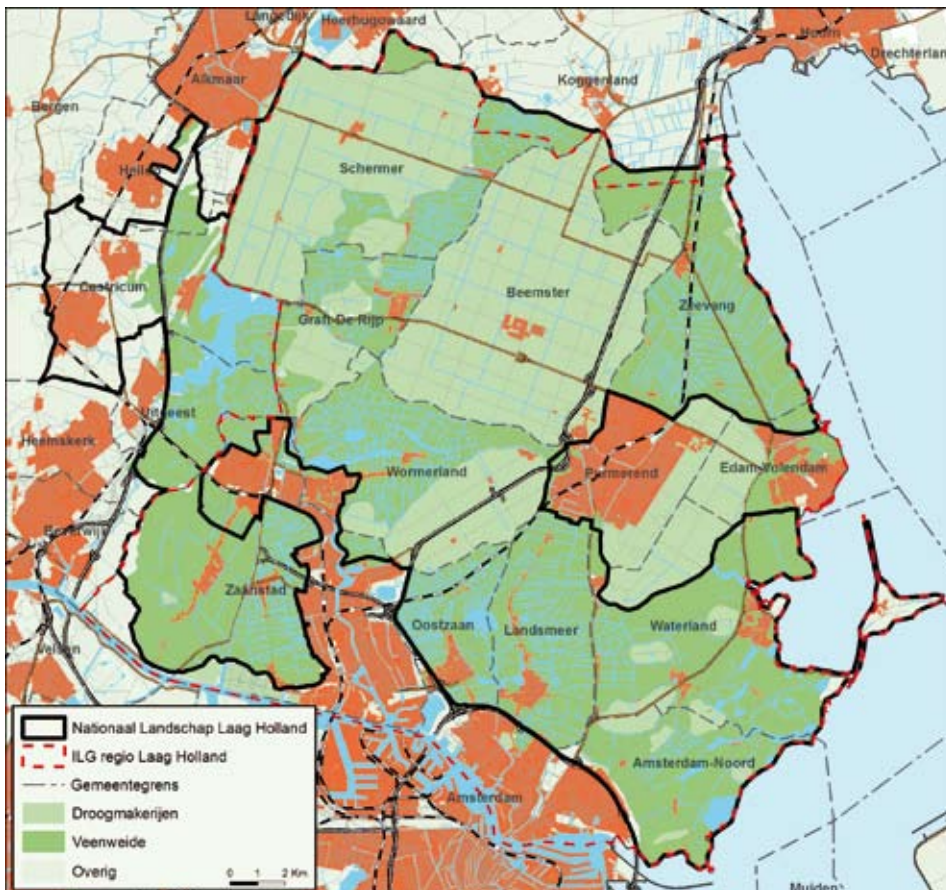 Langedijk
Heerhugowaard
Hoorn
Drechterland
Alkmaar
Koggenland
Bergen
Heiloo
Schermer
Castricum
Beemster
Zeevang
Graft-De Rijp
Uitgeest
Heemskerk
Wormerland
Purmerend
Edam-Volendam
Beverwijk
Zaanstad
Oostzaan
Landsmeer
Waterland
Velsen
Amsterdam-Noord
Amsterdam
Muiden
Nationaal Landschap Laag Holland
ILG regio Laag Holland
Gemeentegrens
Droogmakerijen
Veenweide
Overig
0 1 2 Km